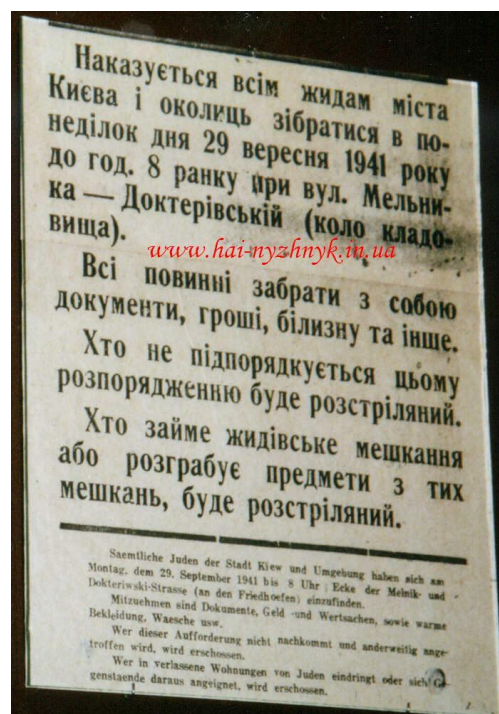 Наказується всім жидам міста
Києва і околиць зібратися в по-
неділок дня 29 вересня 1941 року
до год. 8 ранку при вул. Мельни-
ка — Доктерівській (коло кладо-
вища).
www.hai-nyzhnyk.in.ua
Всі повинні забрати з собою
документи, гроші, білизну та інше.
Хто не підпорядкується цьому
розпорядженню буде розстріляний.
Хто займе жидівське мешкання
або розграбує предмети з тих
мешкань, буде розстріляний.
Saemtliche Juden der Stadt Kiew und Umgebung haben sich am
Montag, dem 29. September 1941 bis 8 Uhr Ecke der Melnik- und
Dokteriwski-Strasse (an den Friedhoefen) einzufinden.
Mitzuehmen sind Dokumente, Geld -und Wertsachen, sowie warme
Bekleidung, Waesche usw.
Wer dieser Aufforderung nicht nachkommt und anderweitig ange-
troffen wird, wird erschossen.
Wer in verlassene Wohnungen von Juden eindringt oder sich Ge-
genstaende daraus angeignet, wird erschossen.